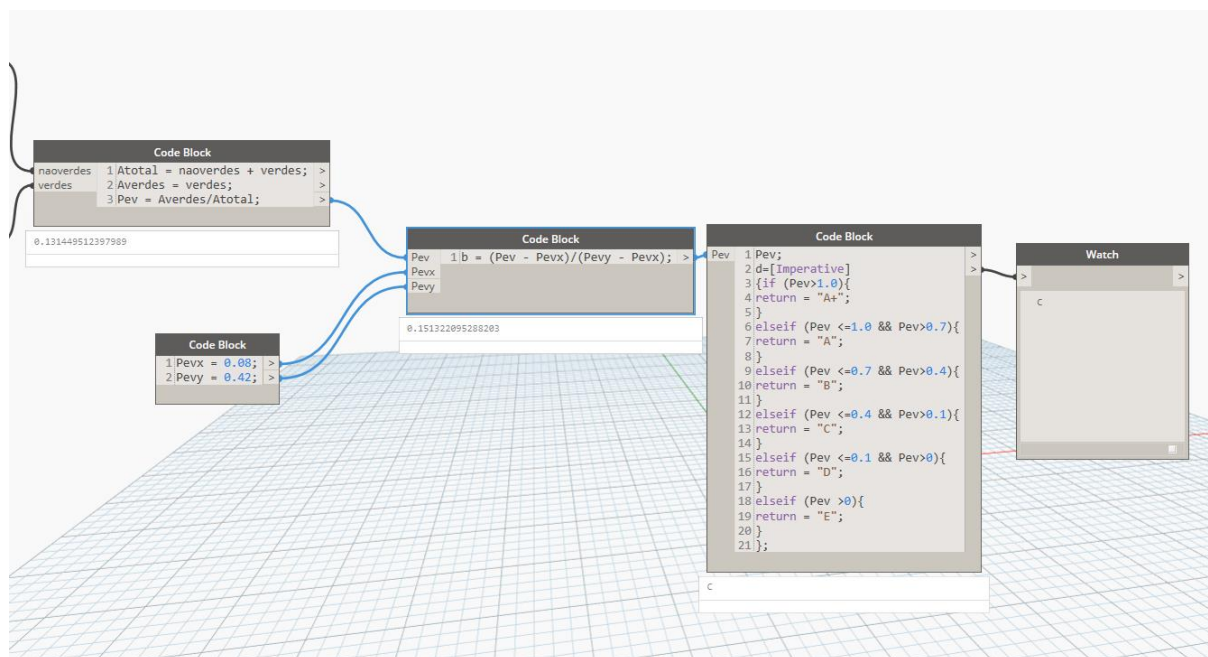 Code Block
naoverdes
verdes
1 Atotal = naoverdes + verdes; >
2 Averdes = verdes; >
3 Pev = Averdes/Atotal; >
0.131449512397989
Code Block
1 Pevx = 0.08; >
2 Pevy = 0.42; >
Code Block
Pev
Pevx
Pevy
1 b = (Pev - Pevx)/(Pevy - Pevx); >
0.151322095288203
Code Block
Pev
1 Pev; >
2 d=[Imperative] >
3 {if (Pev>1.0){
4 return = "A+";
5 }
6 elseif (Pev <=1.0 && Pev>0.7){
7 return = "A";
8 }
9 elseif (Pev <=0.7 && Pev>0.4){
10 return = "B";
11 }
12 elseif (Pev <=0.4 && Pev>0.1){
13 return = "C";
14 }
15 elseif (Pev <=0.1 && Pev>0){
16 return = "D";
17 }
18 elseif (Pev >0){
19 return = "E";
20 }
21 };
C
Watch
> >
C